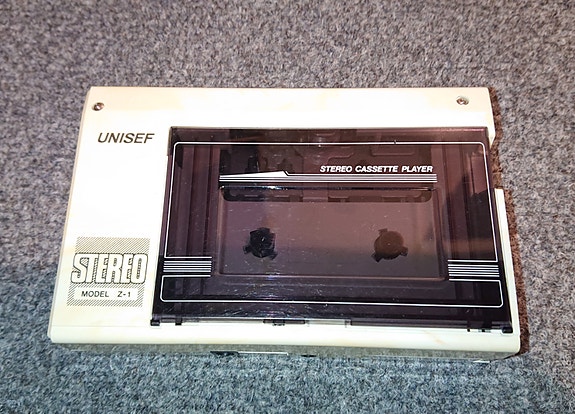 UNISEF
STEREO CASSETTE PLAYER
STEREO
MODEL Z-1